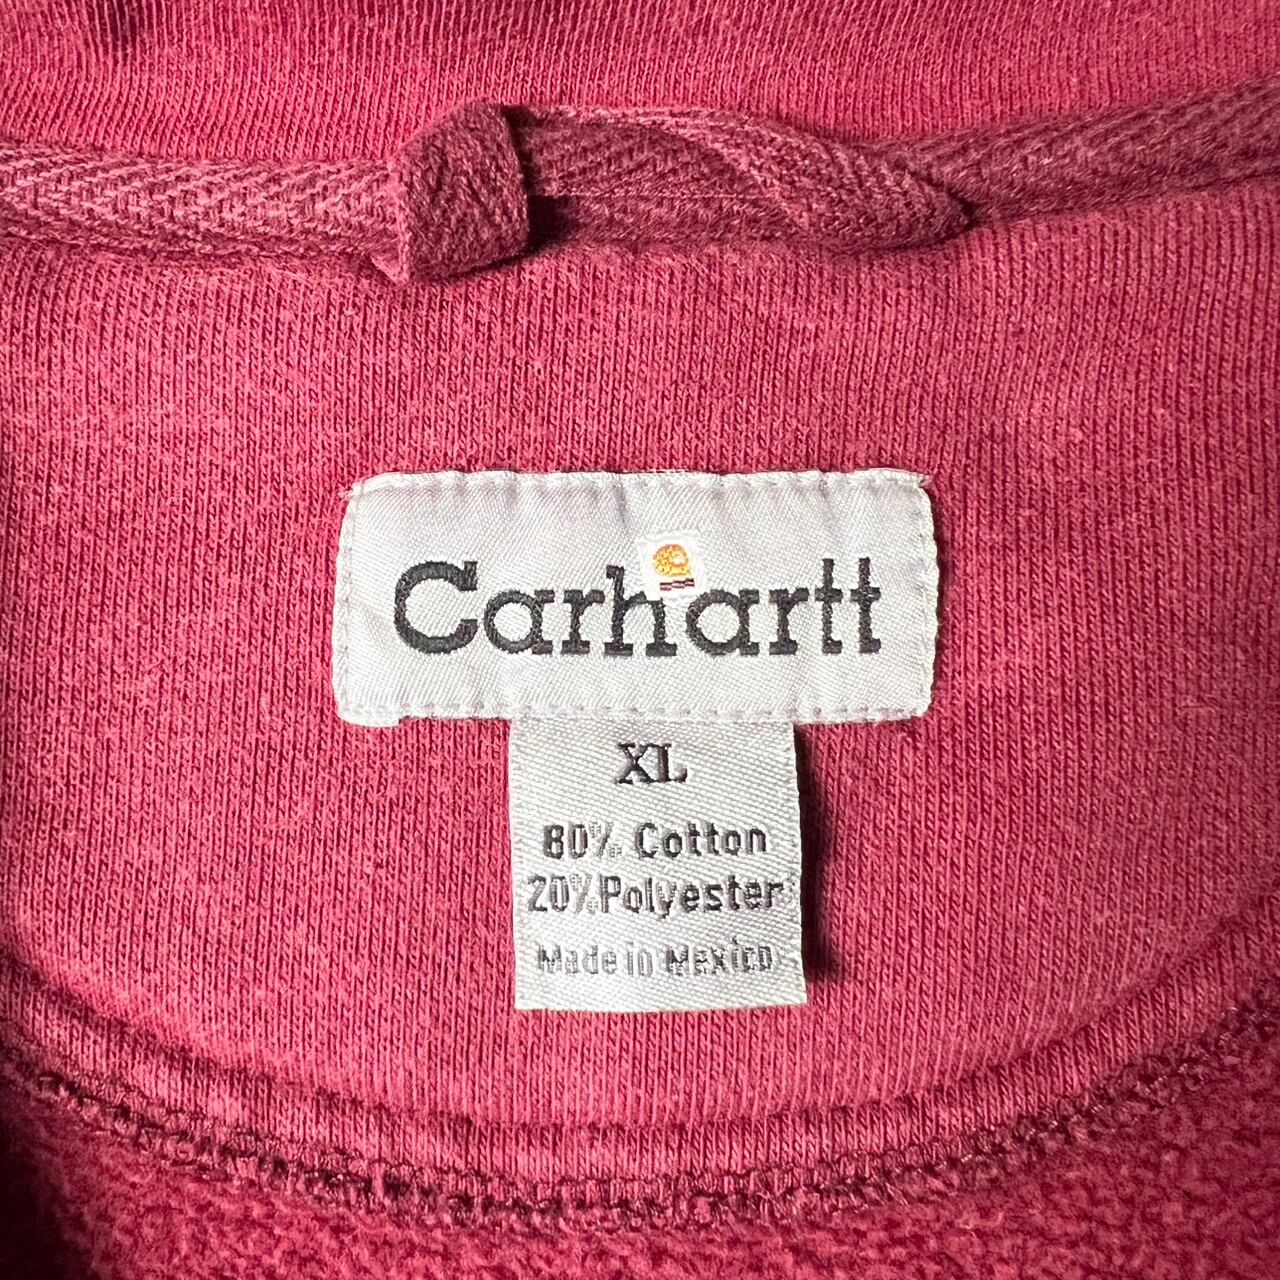 Carhartt
XL
80% Cotton
20% Polyester
Made in Mexico